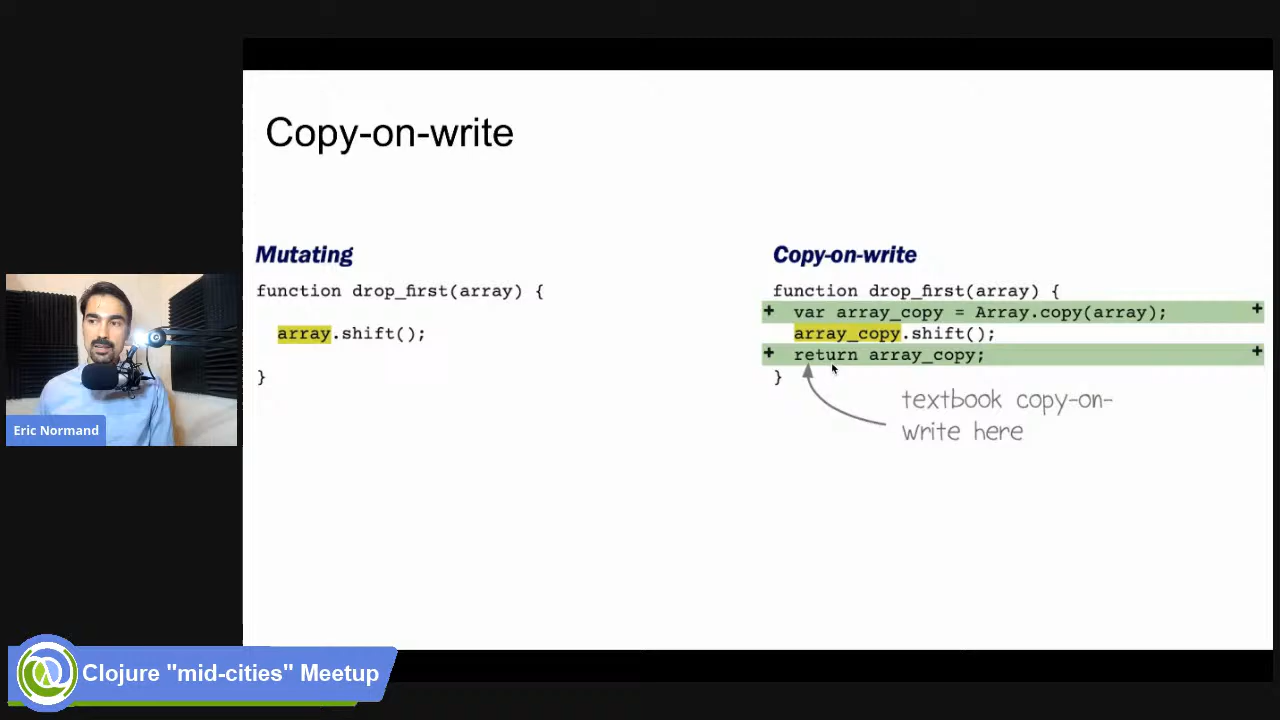 Copy-on-write
Mutating
function drop_first(array) {
array.shift();
}
Copy-on-write
function drop_first(array) {
+ var array_copy = Array.copy(array); +
array_copy.shift();
+ return array_copy; +
}
textbook copy-on-
write here
Eric Normand
Clojure "mid-cities" Meetup